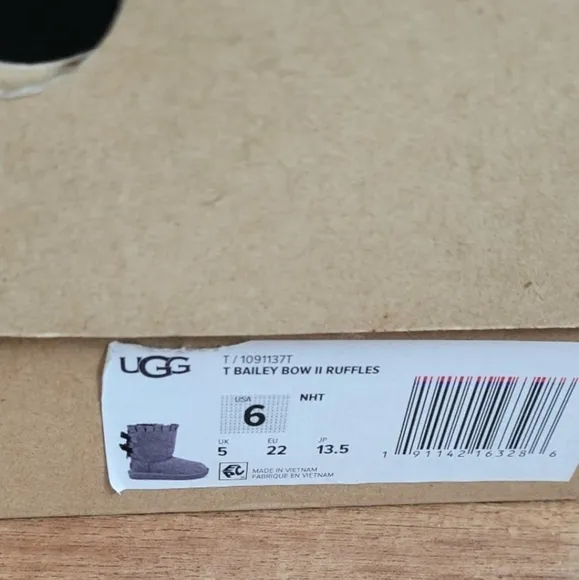 UGG
T / 1091137T
T BAILEY BOW II RUFFLES
USA
6
NHT
UK EU JP
5 22 13.5
MADE IN VIETNAM
FABRIQUE EN VIETNAM
1 91142 16328 6